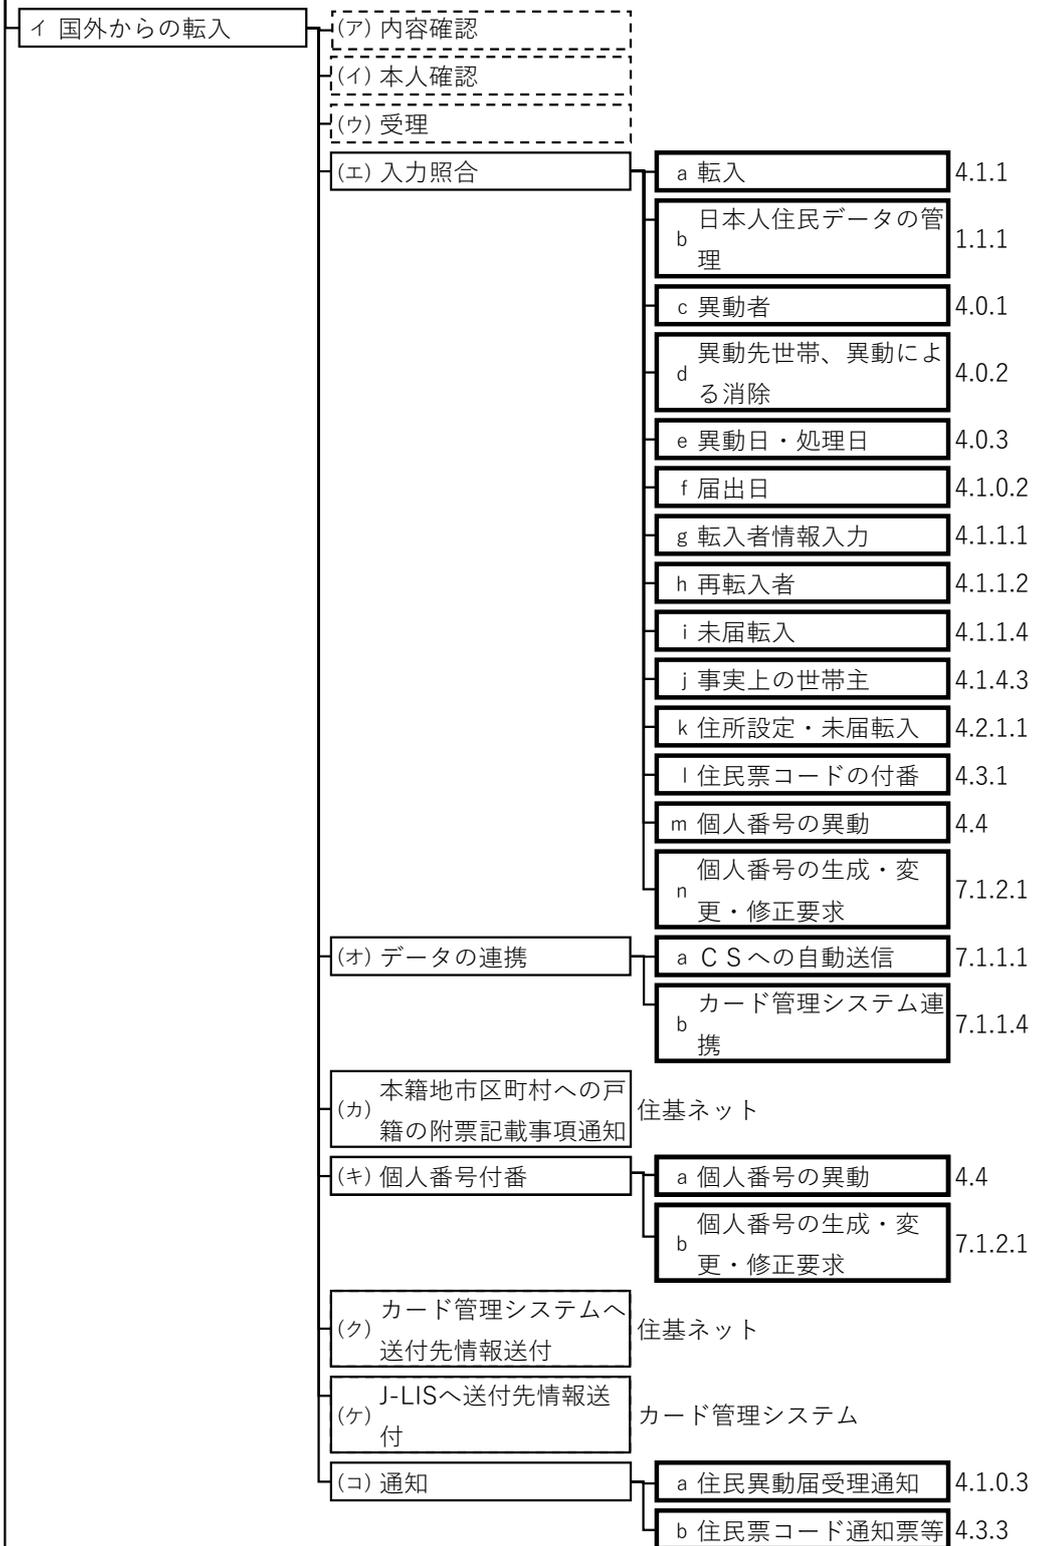 イ 国外からの転入
(ア) 内容確認
(イ) 本人確認
(ウ) 受理
(エ) 入力照合
a 転入 4.1.1
b 日本人住民データの管
理 1.1.1
c 異動者 4.0.1
d 異動先世帯、異動によ
る消除 4.0.2
e 異動日・処理日 4.0.3
f 届出日 4.1.0.2
g 転入者情報入力 4.1.1.1
h 再転入者 4.1.1.2
i 未届転入 4.1.1.4
j 事実上の世帯主 4.1.4.3
k 住所設定・未届転入 4.2.1.1
l 住民票コードの付番 4.3.1
m 個人番号の異動 4.4
n 個人番号の生成・変
更・修正要求 7.1.2.1
(オ) データの連携
a ＣＳへの自動送信 7.1.1.1
b カード管理システム連
携 7.1.1.4
(カ) 本籍地市区町村への戸
籍の附票記載事項通知 住基ネット
(キ) 個人番号付番
a 個人番号の異動 4.4
b 個人番号の生成・変
更・修正要求 7.1.2.1
(ク) カード管理システムへ
送付先情報送付 住基ネット
(ケ) J-LISへ送付先情報送
付 カード管理システム
(コ) 通知
a 住民異動届受理通知 4.1.0.3
b 住民票コード通知票等 4.3.3